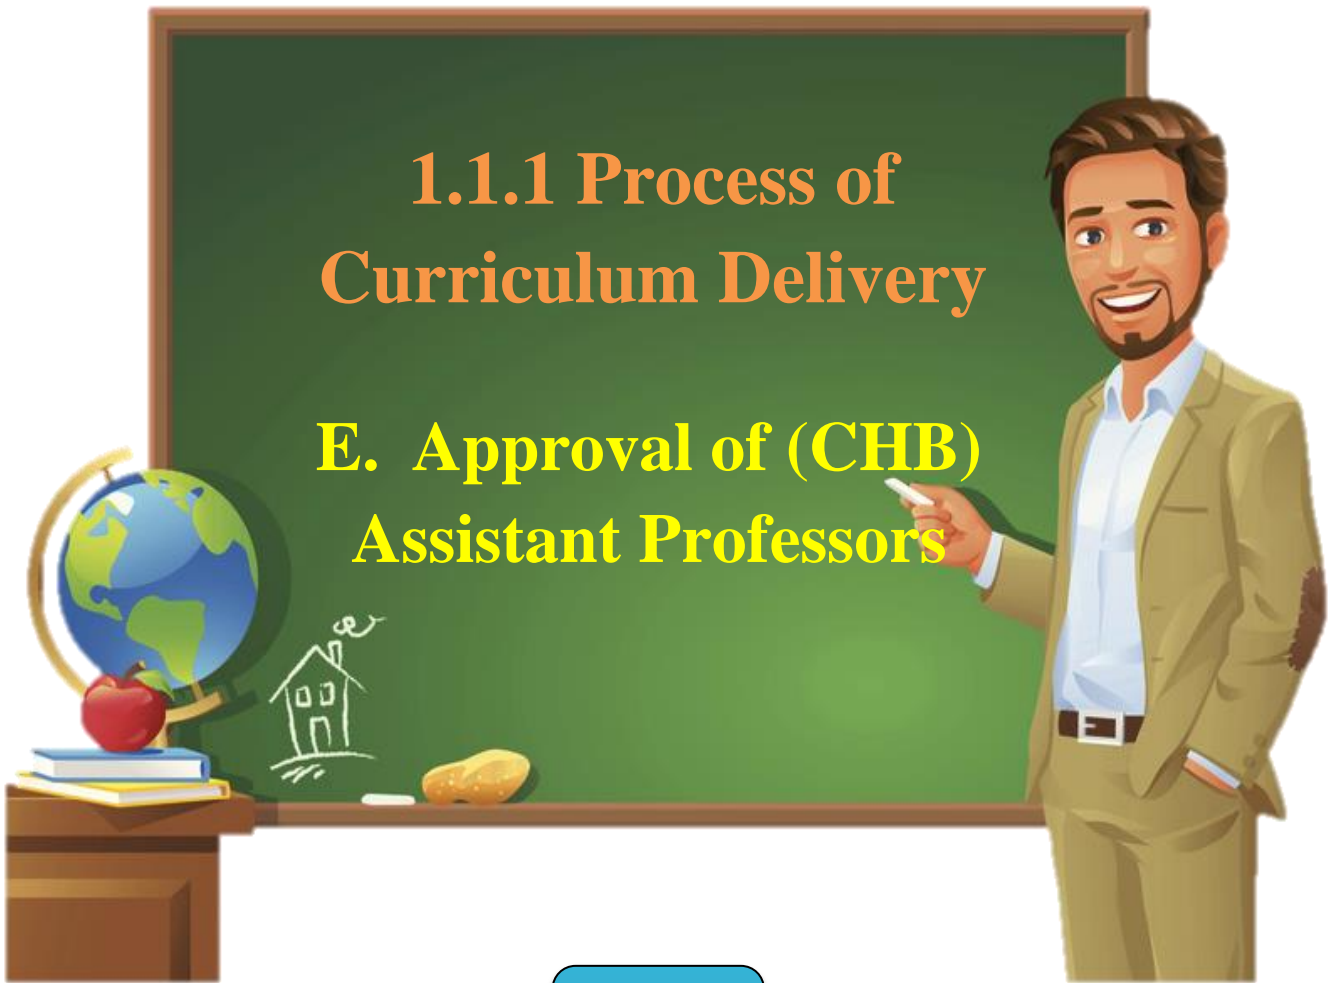 1.1.1 Process of
Curriculum Delivery
E. Approval of (CHB)
Assistant Professors